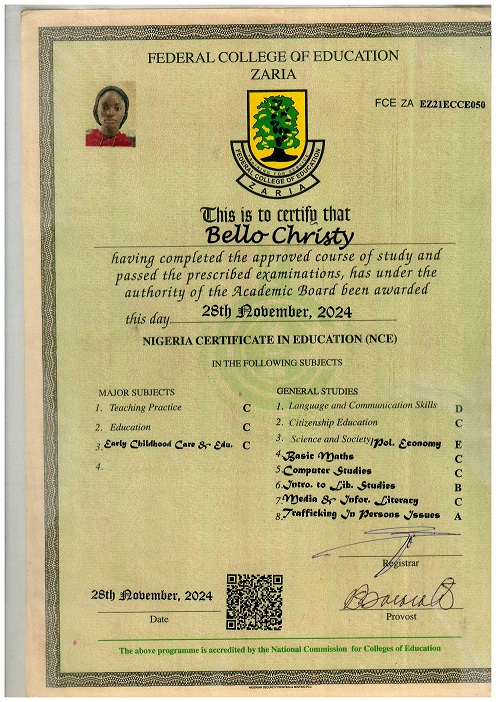 FEDERAL COLLEGE OF EDUCATION
ZARIA
FCE ZA EZ21ECCE050
FEDERAL COLLEGE OF EDUCATION
ZARIA
This is to certify that
Bello Christy
having completed the approved course of study and
passed the prescribed examinations, has under the
authority of the Academic Board been awarded
this day 28th November, 2024
NIGERIA CERTIFICATE IN EDUCATION (NCE)
IN THE FOLLOWING SUBJECTS
MAJOR SUBJECTS
1. Teaching Practice C
2. Education C
3. Early Childhood Care & Edu. C
4.
GENERAL STUDIES
1. Language and Communication Skills D
2. Citizenship Education C
3. Science and Society/Pol. Economy E
4. Basic Maths C
5. Computer Studies C
6. Intro. to Lib. Studies B
7. Media & Infor. Literacy C
8. Trafficking In Persons Issues A
Registrar
28th November, 2024
Date
Provost
The above programme is accredited by the National Commission for Colleges of Education